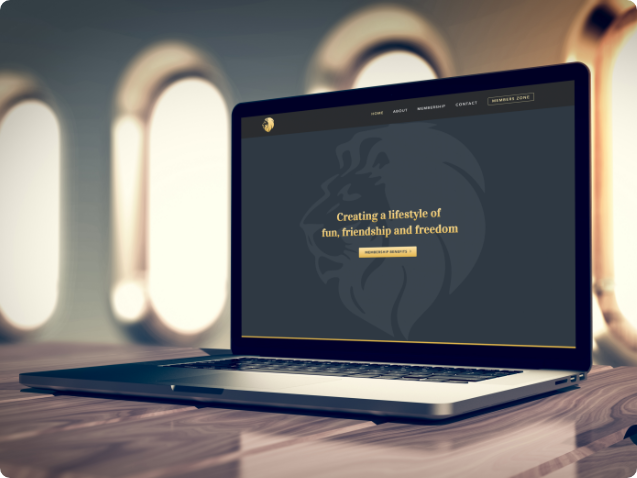 HOME ABOUT MEMBERSHIP CONTACT MEMBERS ZONE
Creating a lifestyle of
fun, friendship and freedom
MEMBERSHIP BENEFITS >